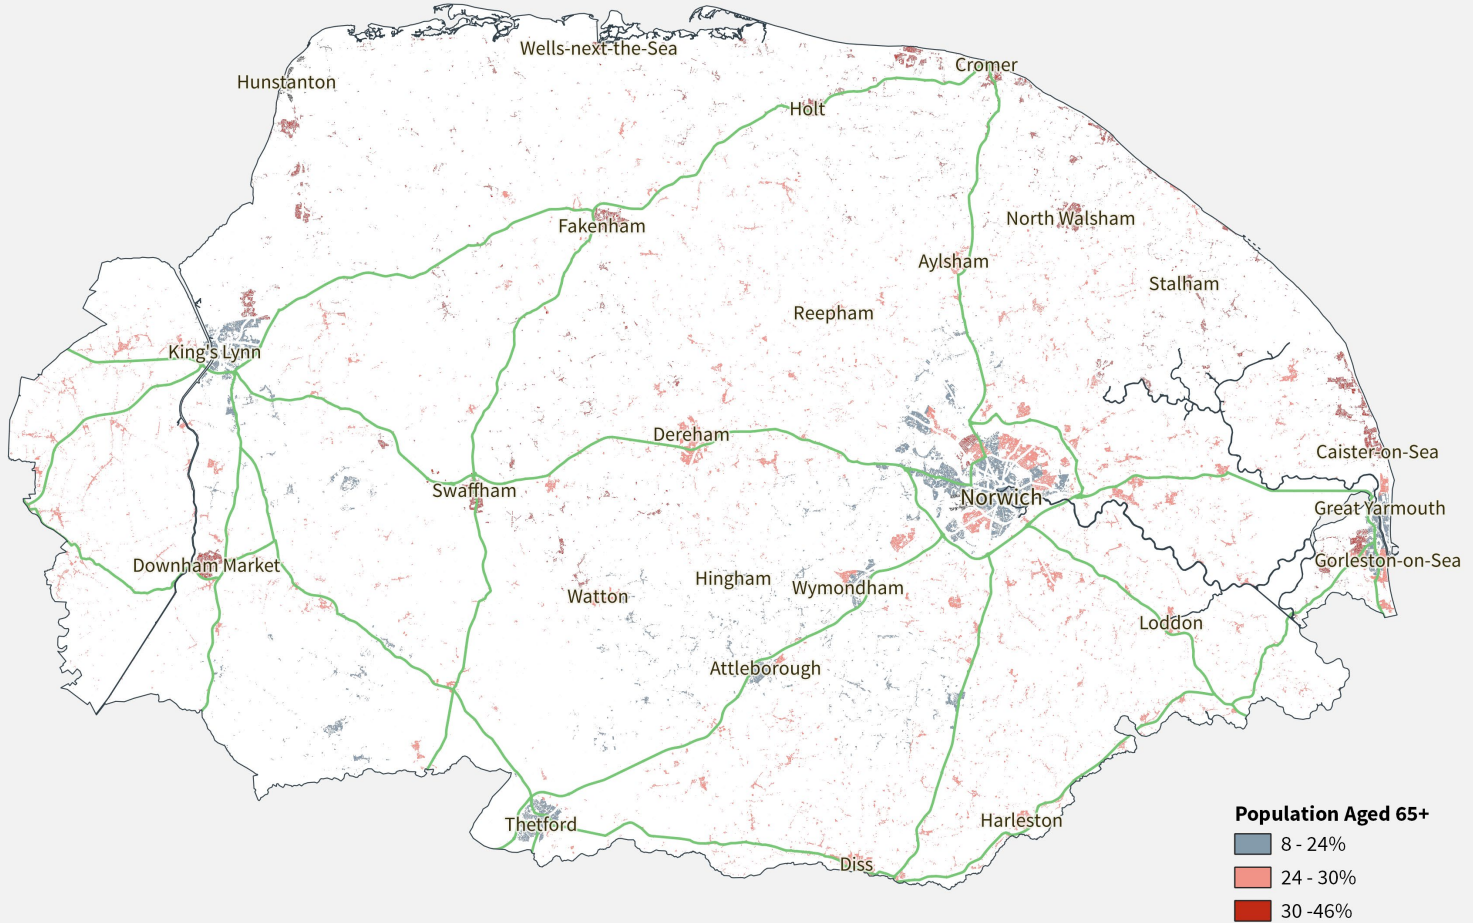 Wells-next-the-Sea
Cromer
Hunstanton
Holt
Fakenham
North Walsham
Aylsham
Stalham
Reepham
King's Lynn
Dereham
Caister-on-Sea
Swaffham
Norwich
Great Yarmouth
Downham Market
Gorleston-on-Sea
Hingham
Wymondham
Watton
Loddon
Attleborough
Thetford
Harleston
Diss
Population Aged 65+
8 - 24%
24 - 30%
30 -46%